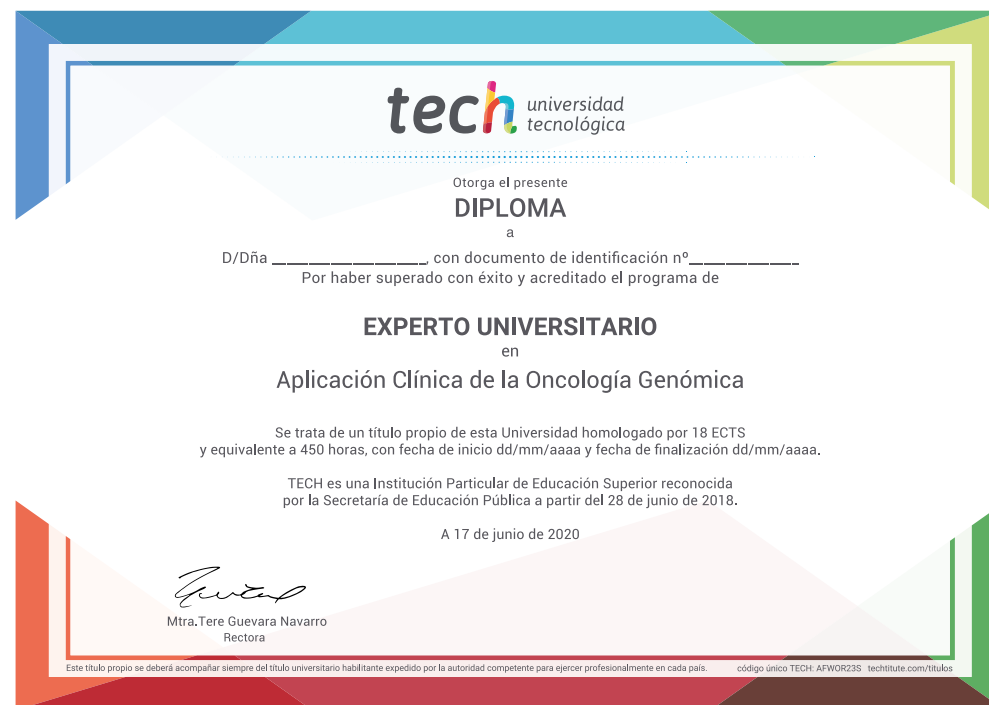 tech universidad
tecnológica
Otorga el presente
DIPLOMA
a
D/Dña ____________________, con documento de identificación nº______________
Por haber superado con éxito y acreditado el programa de
EXPERTO UNIVERSITARIO
en
Aplicación Clínica de la Oncología Genómica
Se trata de un título propio de esta Universidad homologado por 18 ECTS
y equivalente a 450 horas, con fecha de inicio dd/mm/aaaa y fecha de finalización dd/mm/aaaa.
TECH es una Institución Particular de Educación Superior reconocida
por la Secretaría de Educación Pública a partir del 28 de junio de 2018.
A 17 de junio de 2020
Mtra.Tere Guevara Navarro
Rectora
Este título propio se deberá acompañar siempre del título universitario habilitante expedido por la autoridad competente para ejercer profesionalmente en cada país. código único TECH: AFWOR23S techtitute.com/titulos